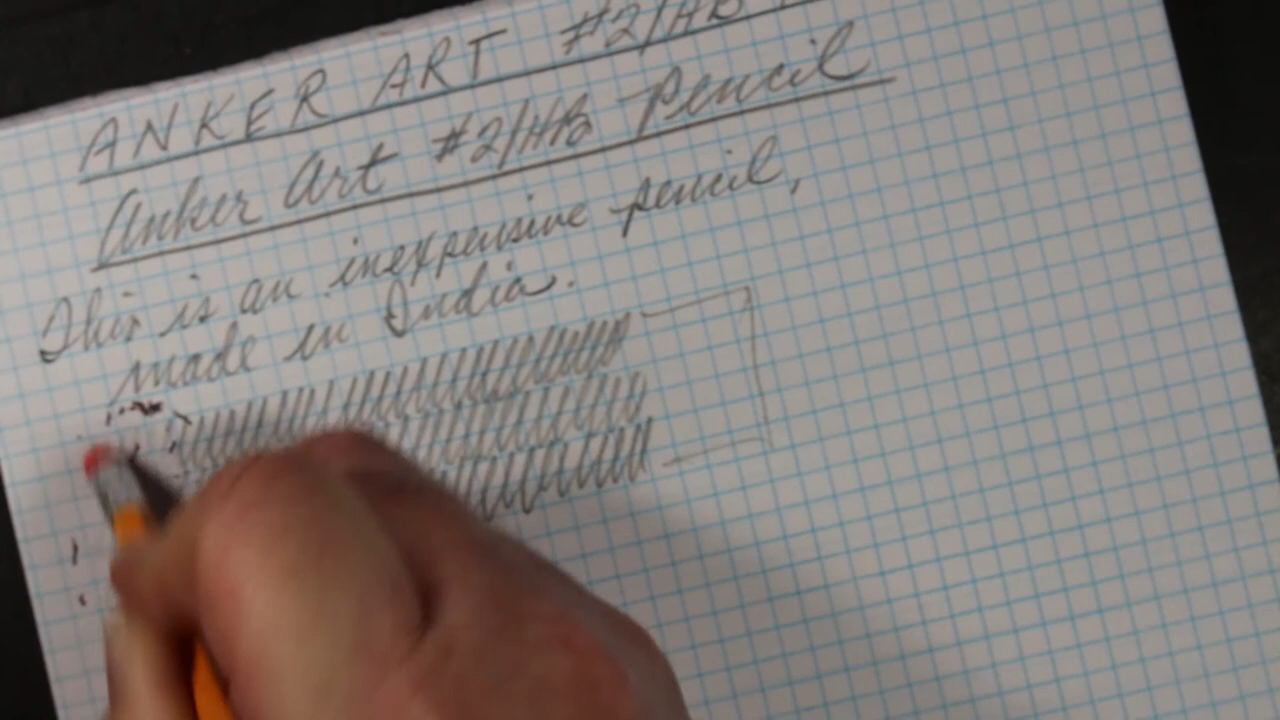 ANKER ART #2/HB
Anker Art #2/HB Pencil
This is an inexpensive pencil,
made in India.